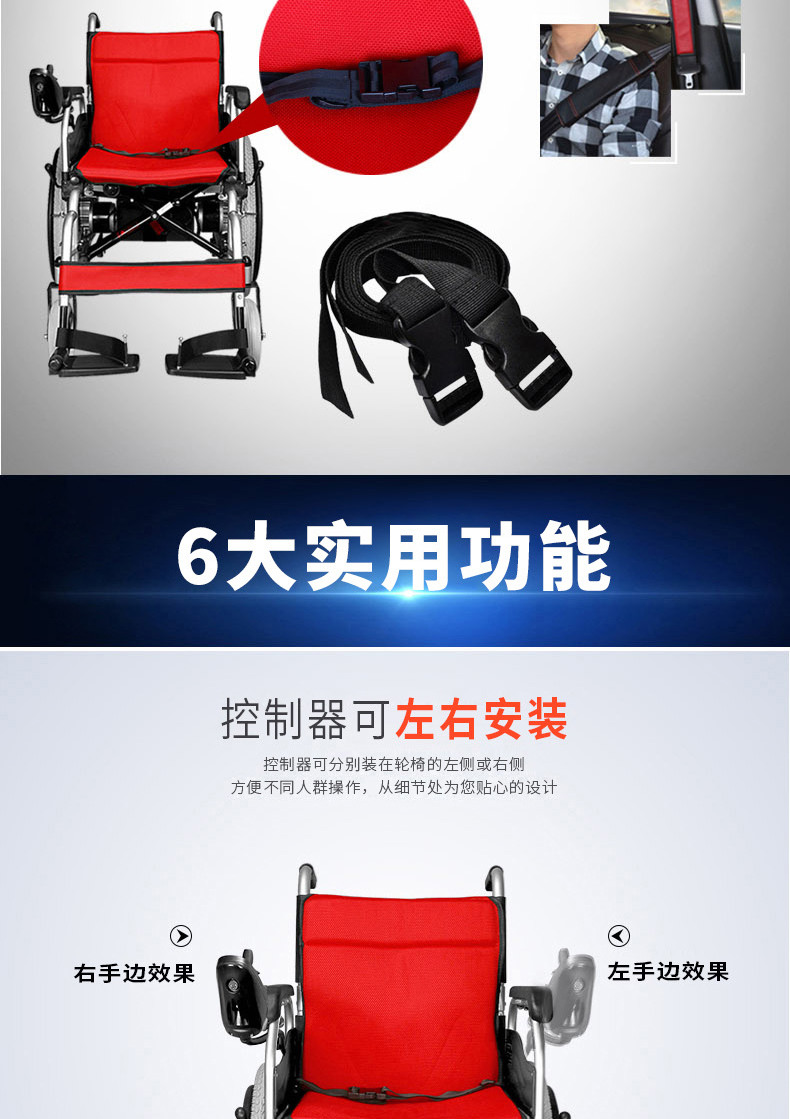 6大实用功能
控制器可左右安装
控制器可分别装在轮椅的左侧或右侧
方便不同人群操作，从细节处为您贴心的设计
右手边效果
左手边效果